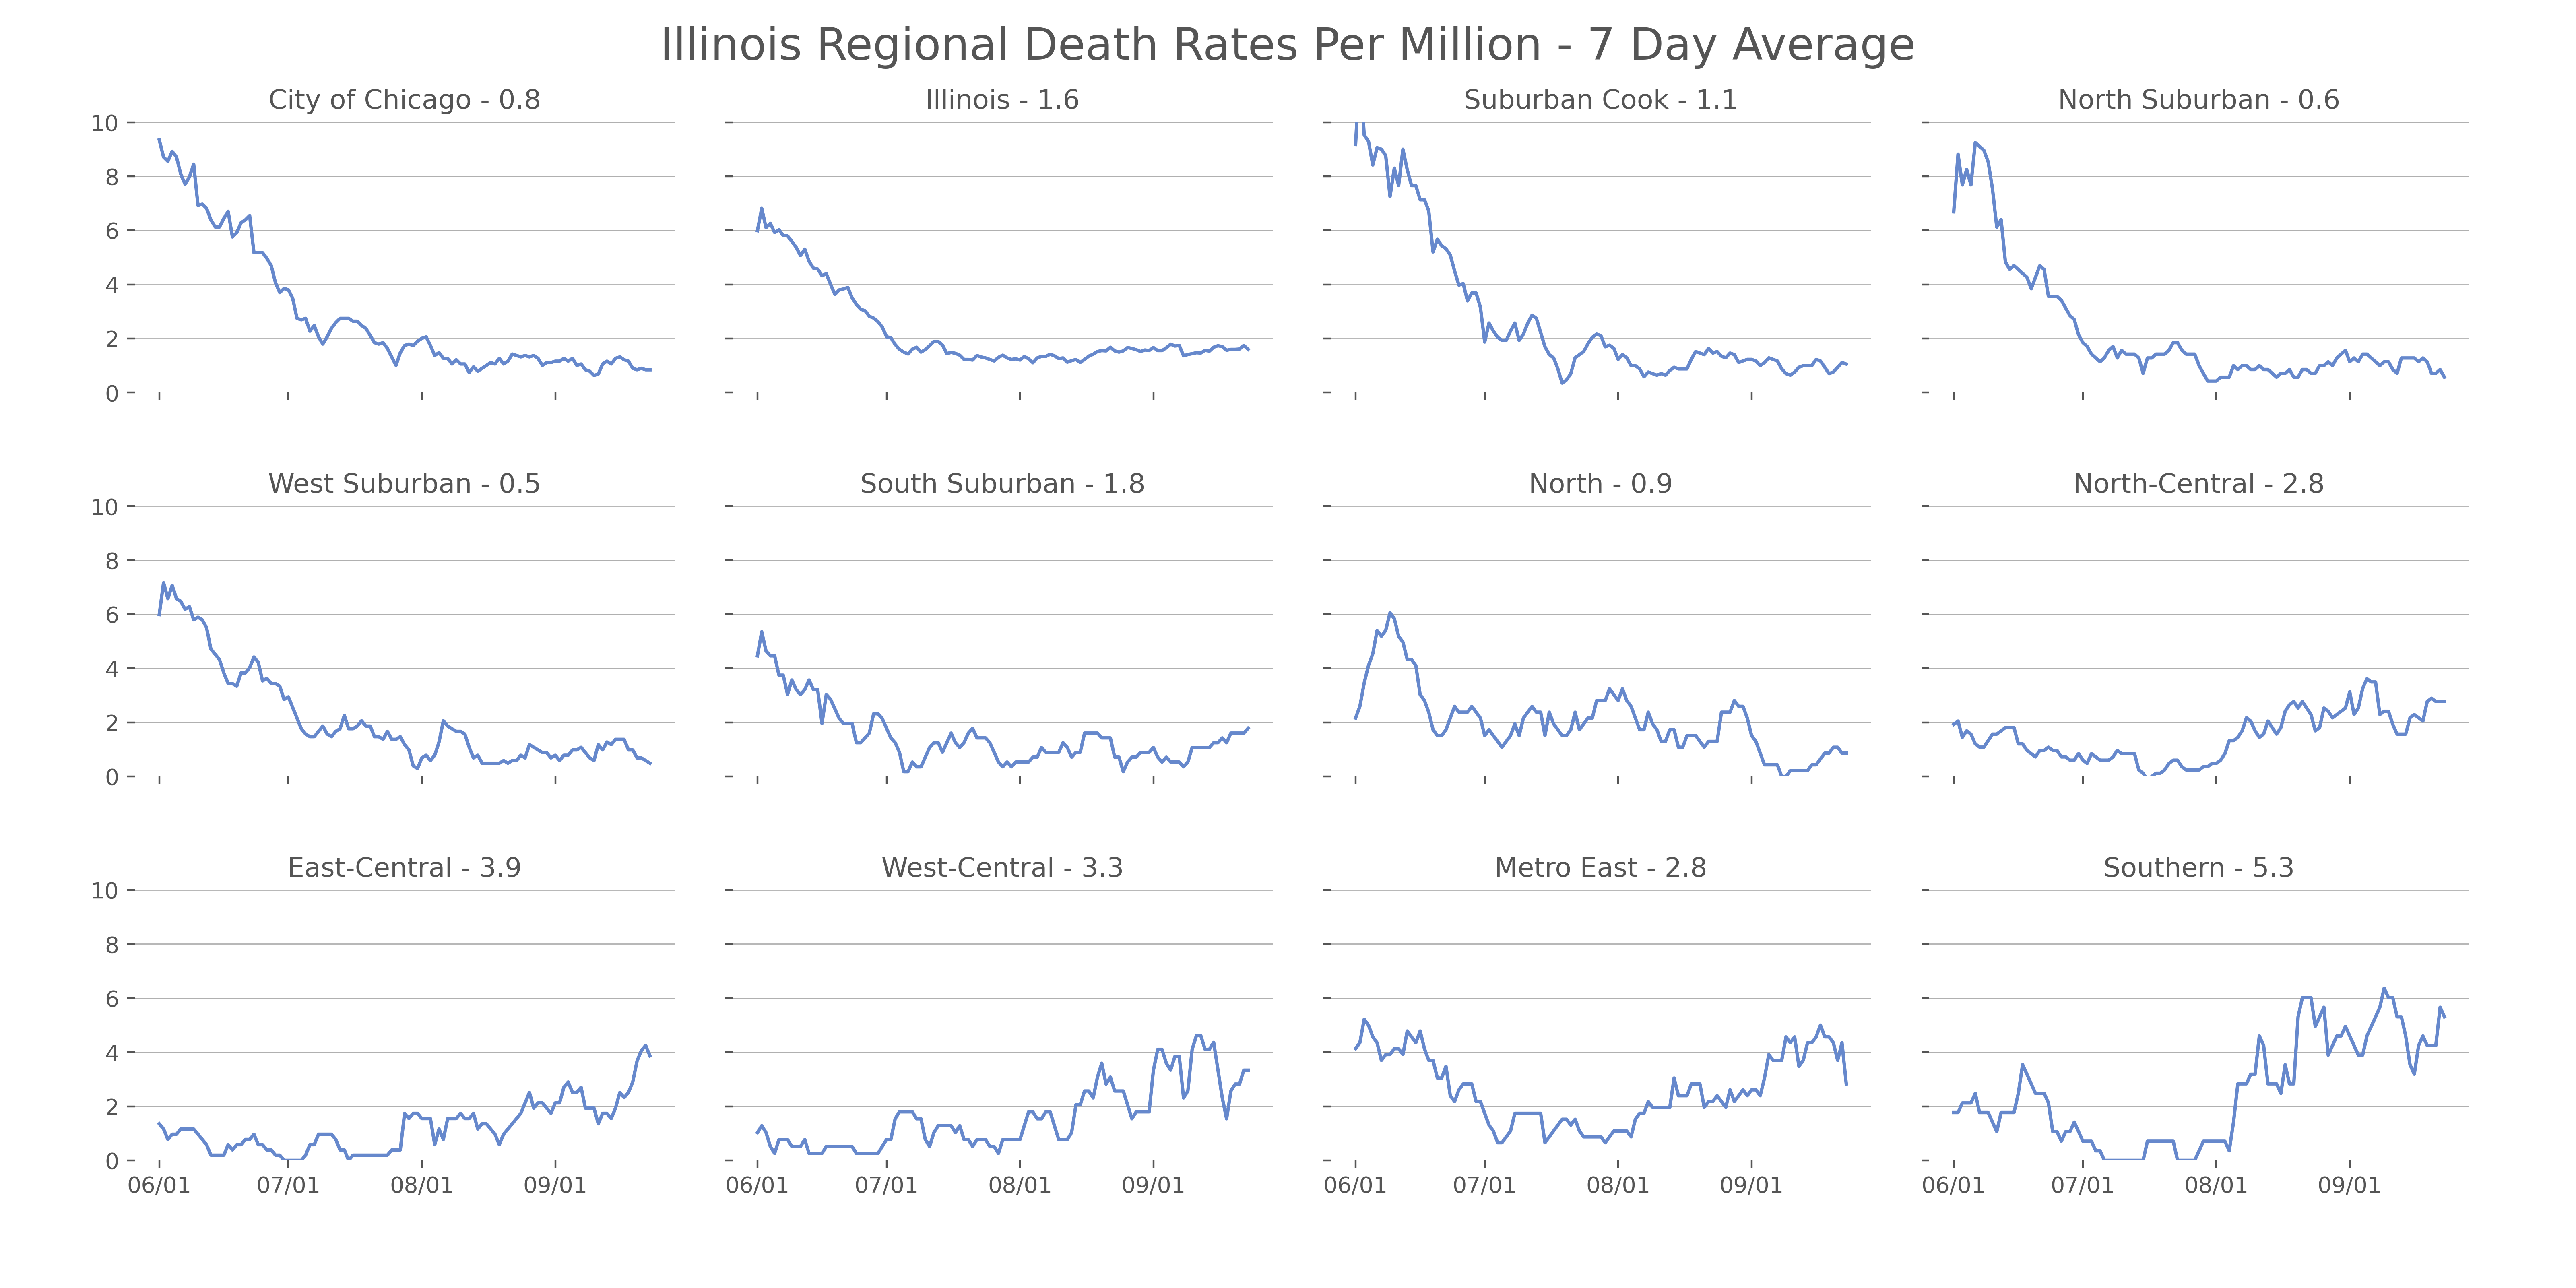 Illinois Regional Death Rates Per Million - 7 Day Average
City of Chicago - 0.8
Illinois - 1.6
Suburban Cook - 1.1
North Suburban - 0.6
10
8
6
4
2
0
West Suburban - 0.5
South Suburban - 1.8
North - 0.9
North-Central - 2.8
10
8
6
4
2
0
East-Central - 3.9
West-Central - 3.3
Metro East - 2.8
Southern - 5.3
10
8
6
4
2
0
06/01 07/01 08/01 09/01
06/01 07/01 08/01 09/01
06/01 07/01 08/01 09/01
06/01 07/01 08/01 09/01